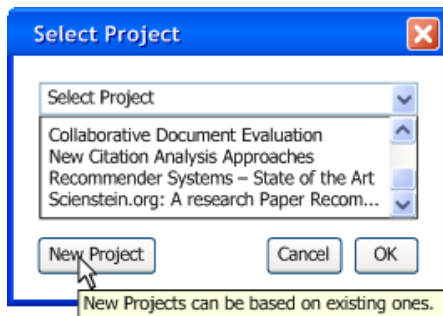 Select Project
Select Project
Collaborative Document Evaluation
New Citation Analysis Approaches
Recommender Systems – State of the Art
Scienstein.org: A research Paper Recom...
New Project Cancel OK
New Projects can be based on existing ones.